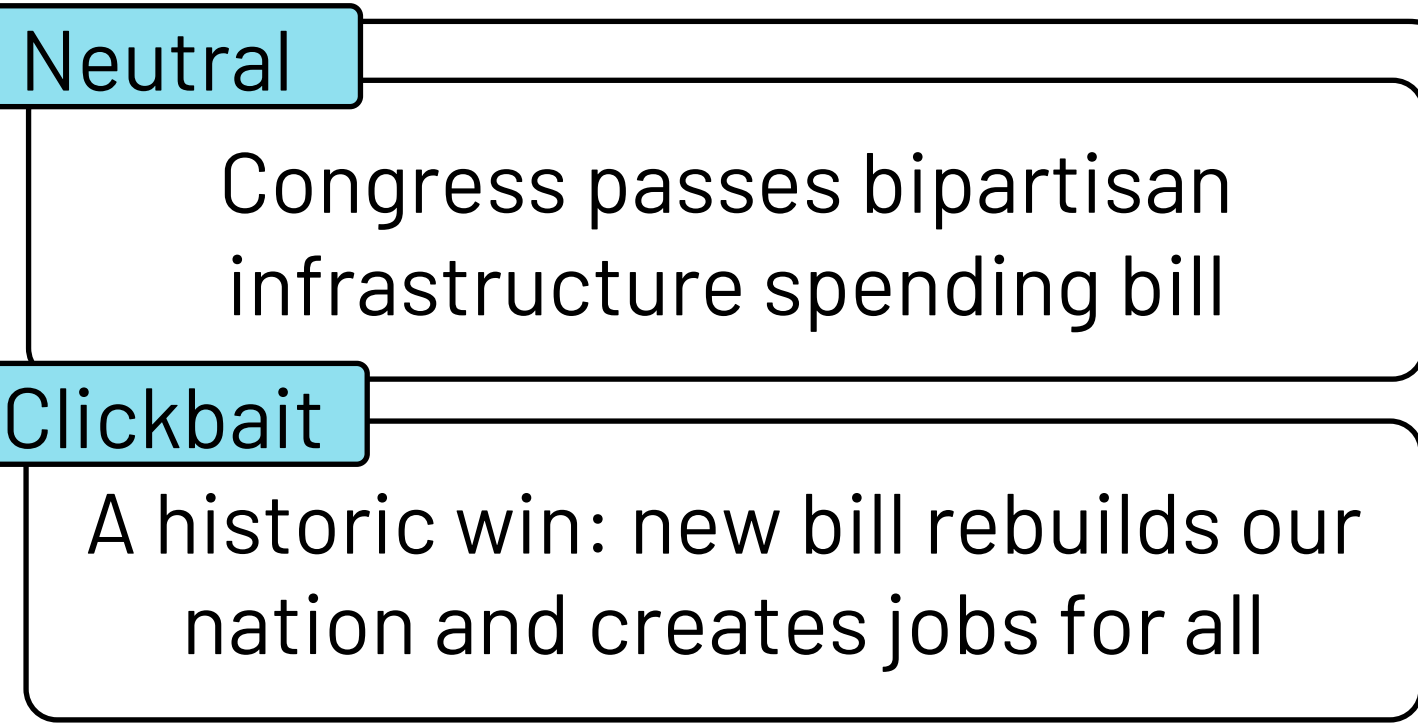 Neutral
Congress passes bipartisan
infrastructure spending bill
Clickbait
A historic win: new bill rebuilds our
nation and creates jobs for all